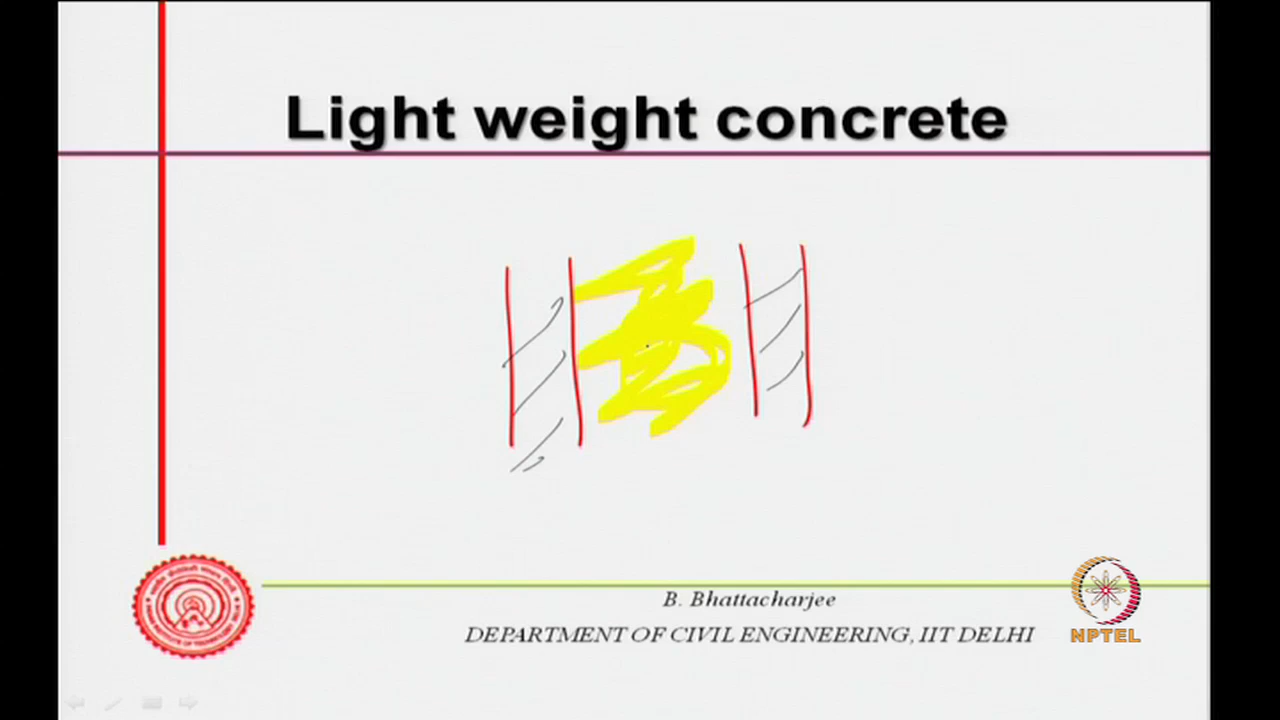 Light weight concrete
B. Bhattacharjee
DEPARTMENT OF CIVIL ENGINEERING, IIT DELHI
NPTEL